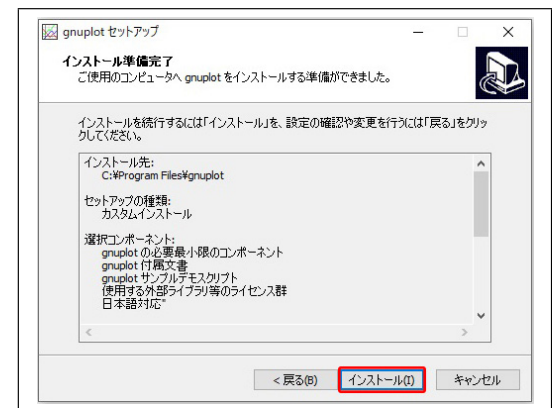 gnuplot セットアップ
インストール準備完了
ご使用のコンピュータへ gnuplot をインストールする準備ができました。
インストールを続行するには「インストール」を、設定の確認や変更を行うには「戻る」をクリッ
クしてください。
インストール先:
C:¥Program Files¥gnuplot
セットアップの種類:
カスタムインストール
選択コンポーネント:
gnuplot の必要最小限のコンポーネント
gnuplot 付属文書
gnuplot サンプルデモスクリプト
使用する外部ライブラリ等のライセンス群
日本語対応"
< 戻る(B)
インストール(I)
キャンセル